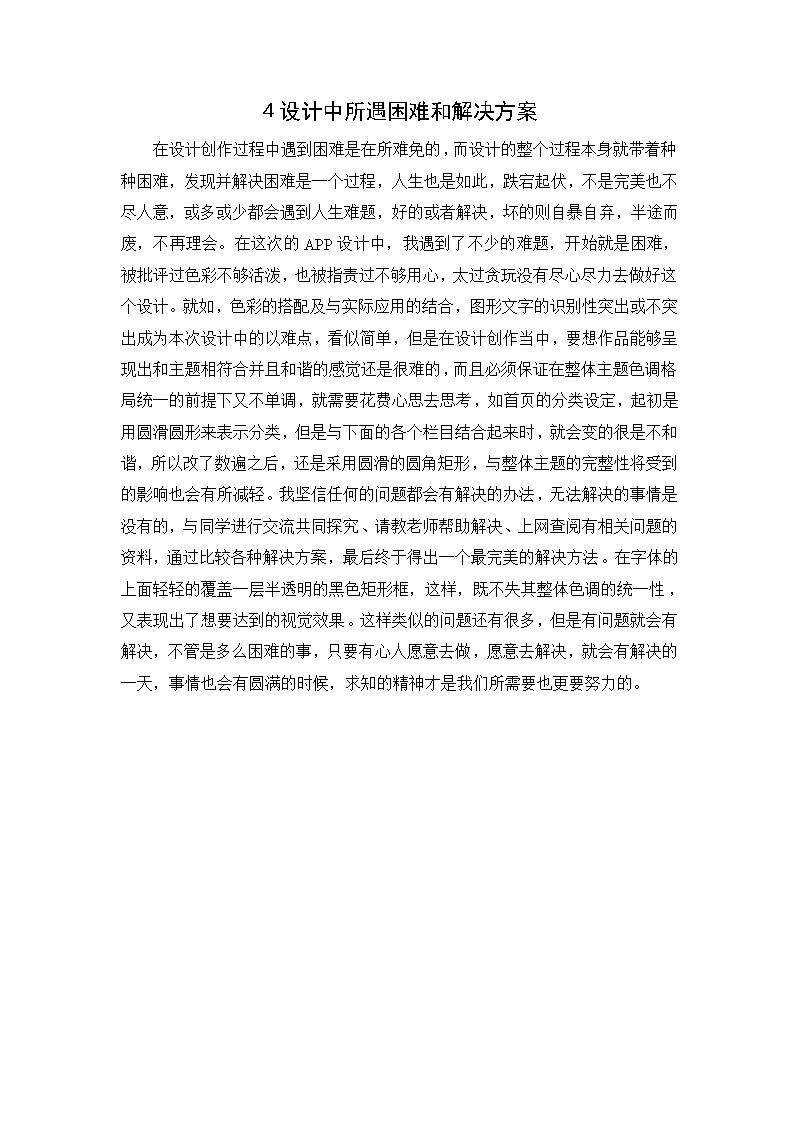 4 设计中所遇困难和解决方案
在设计创作过程中遇到困难是在所难免的，而设计的整个过程本身就带着种
种困难，发现并解决困难是一个过程，人生也是如此，跌宕起伏，不是完美也不
尽人意，或多或少都会遇到人生难题，好的或者解决，坏的则自暴自弃，半途而
废，不再理会。在这次的 APP 设计中，我遇到了不少的难题，开始就是困难，
被批评过色彩不够活泼，也被指责过不够用心，太过贪玩没有尽心尽力去做好这
个设计。就如，色彩的搭配及与实际应用的结合，图形文字的识别性突出或不突
出成为本次设计中的以难点，看似简单，但是在设计创作当中，要想作品能够呈
现出和主题相符合并且和谐的感觉还是很难的，而且必须保证在整体主题色调格
局统一的前提下又不单调，就需要花费心思去思考，如首页的分类设定，起初是
用圆滑圆形来表示分类，但是与下面的各个栏目结合起来时，就会变的很是不和
谐，所以改了数遍之后，还是采用圆滑的圆角矩形，与整体主题的完整性将受到
的影响也会有所减轻。我坚信任何的问题都会有解决的办法，无法解决的事情是
没有的，与同学进行交流共同探究、请教老师帮助解决、上网查阅有相关问题的
资料，通过比较各种解决方案，最后终于得出一个最完美的解决方法。在字体的
上面轻轻的覆盖一层半透明的黑色矩形框，这样，既不失其整体色调的统一性，
又表现出了想要达到的视觉效果。这样类似的问题还有很多，但是有问题就会有
解决，不管是多么困难的事，只要有心人愿意去做，愿意去解决，就会有解决的
一天，事情也会有圆满的时候，求知的精神才是我们所需要也更要努力的。